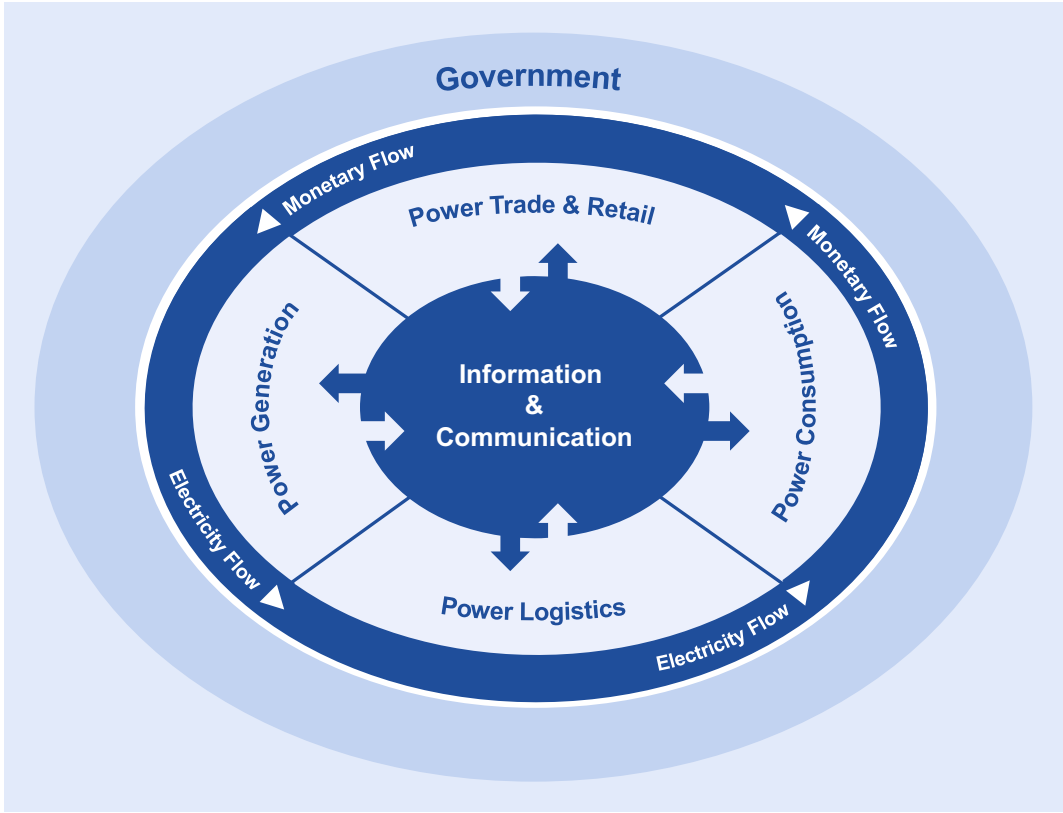 Government
Monetary Flow
Power Trade & Retail
Monetary Flow
Power Generation
Information
&
Communication
Power Consumption
Electricity Flow
Power Logistics
Electricity Flow